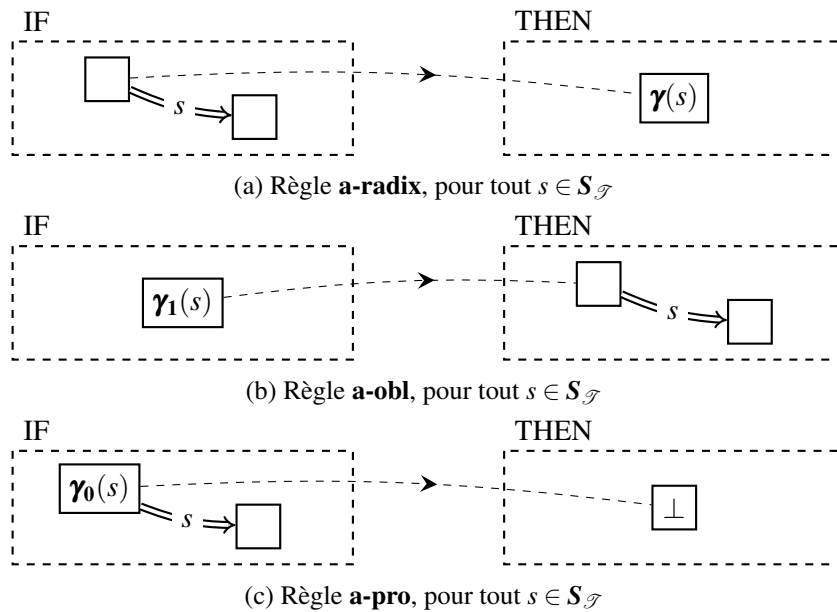 IF THEN
s
γ(s)
(a) Règle a-radix, pour tout s ∈ S𝒯
IF THEN
γ₁(s) s
(b) Règle a-obl, pour tout s ∈ S𝒯
IF THEN
γ₀(s) s ⊥
(c) Règle a-pro, pour tout s ∈ S𝒯